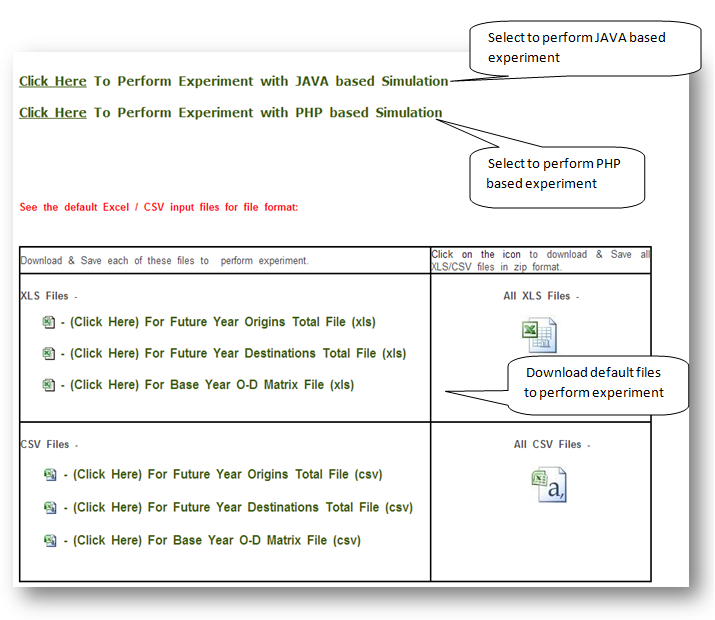 Select to perform JAVA based
experiment
Click Here To Perform Experiment with JAVA based Simulation
Click Here To Perform Experiment with PHP based Simulation
Select to perform PHP
based experiment
See the default Excel / CSV input files for file format:
Download & Save each of these files to perform experiment.
Click on the icon to download & Save all
XLS/CSV files in zip format.
XLS Files -
- (Click Here) For Future Year Origins Total File (xls)
- (Click Here) For Future Year Destinations Total File (xls)
- (Click Here) For Base Year O-D Matrix File (xls)
All XLS Files -
Download default files
to perform experiment
CSV Files -
- (Click Here) For Future Year Origins Total File (csv)
- (Click Here) For Future Year Destinations Total File (csv)
- (Click Here) For Base Year O-D Matrix File (csv)
All CSV Files -
a,